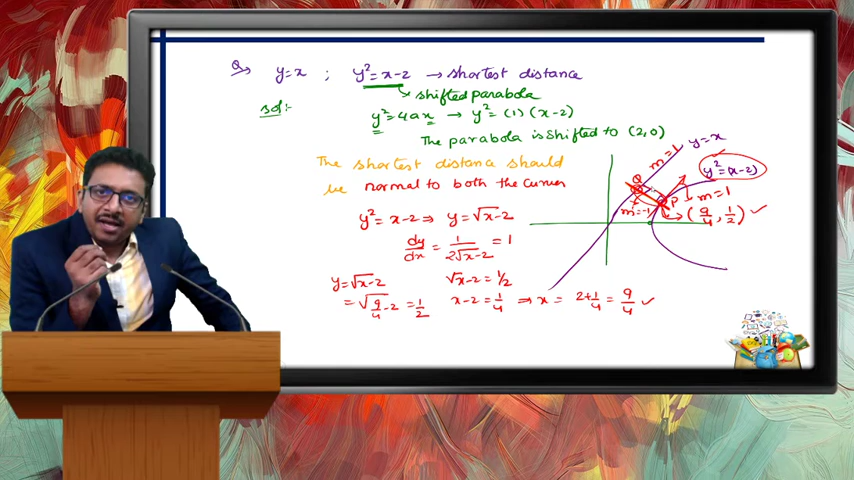 Q→ y=x ; y²=x-2 → shortest distance
shifted parabola
sol:- y²=4ax → y²= (1) (x-2)
The parabola is shifted to (2,0)
The shortest distance should
be normal to both the curves
y²= x-2 ⇒ y=√x-2
dy/dx = 1/2√x-2 = 1
y=√x-2 √x-2 = 1/2
= √9/4-2 = 1/2 x-2 = 1/4 ⇒ x = 2+1/4 = 9/4 ✓
y=x
m=1
y²=(x-2)
Q
m=1
P
m=-1
(9/4, 1/2) ✓